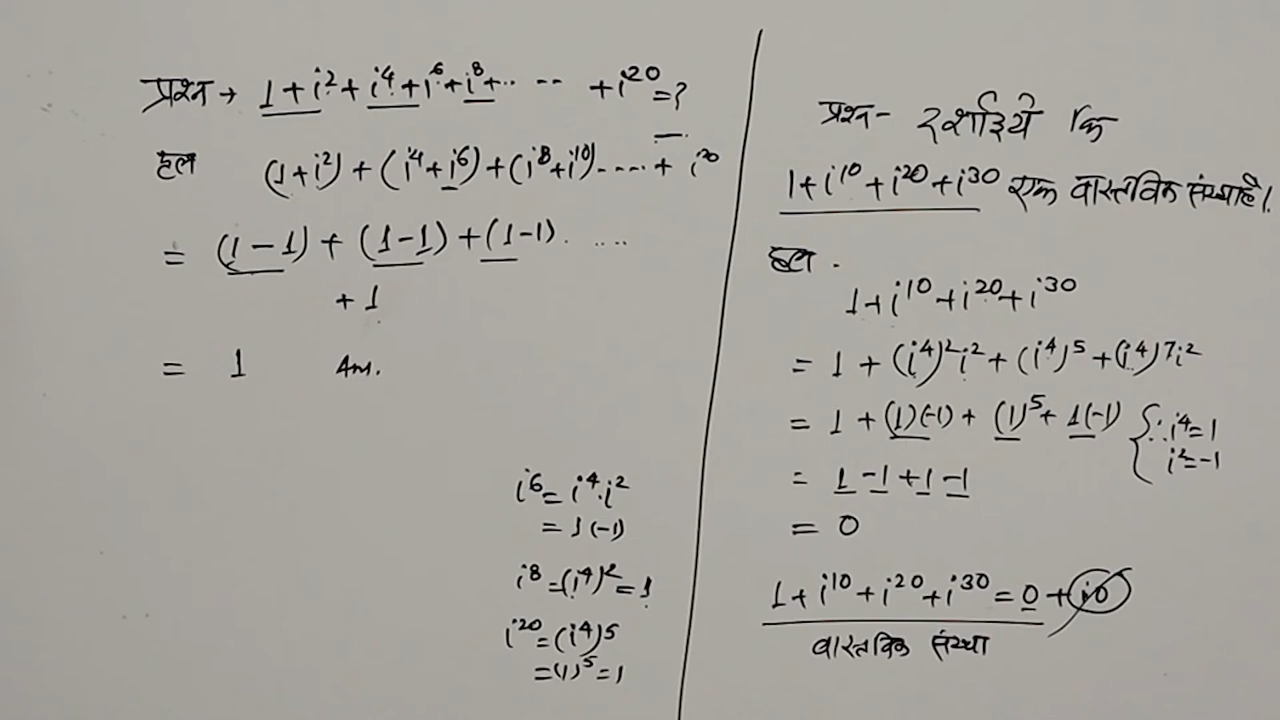 प्रश्न → 1 + i² + i⁴ + i⁶ + i⁸ + .. -- + i²⁰ = ?
हल (1 + i²) + (i⁴ + i⁶) + (i⁸ + i¹⁰) ---- + i²⁰
= (1 - 1) + (1 - 1) + (1 - 1) . ....
+ 1
= 1 Ans.
i⁶ = i⁴ . i²
= 1 (-1)
i⁸ = (i⁴)² = 1
i²⁰ = (i⁴)⁵
= (1)⁵ = 1
प्रश्न - दर्शाइये कि
1 + i¹⁰ + i²⁰ + i³⁰ एक वास्तविक संख्या है।
हल .
1 + i¹⁰ + i²⁰ + i³⁰
= 1 + (i⁴)² i² + (i⁴)⁵ + (i⁴)⁷ i²
= 1 + (1)(-1) + (1)⁵ + 1(-1) { ∵ i⁴ = 1
i² = -1
= 1 - 1 + 1 - 1
= 0
1 + i¹⁰ + i²⁰ + i³⁰ = 0 + i0
वास्तविक संख्या